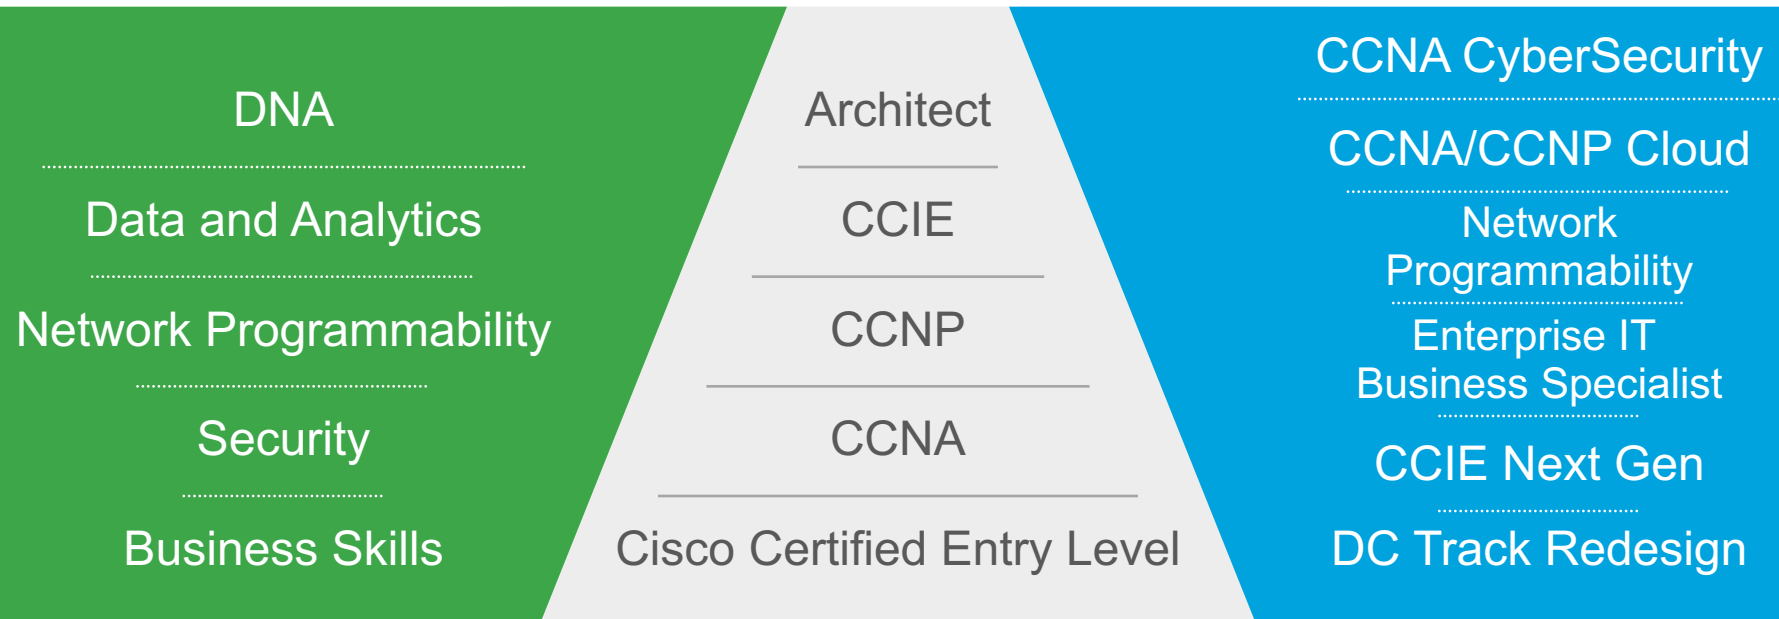 DNA
Data and Analytics
Network Programmability
Security
Business Skills
Architect
CCIE
CCNP
CCNA
Cisco Certified Entry Level
CCNA CyberSecurity
CCNA/CCNP Cloud
Network
Programmability
Enterprise IT
Business Specialist
CCIE Next Gen
DC Track Redesign